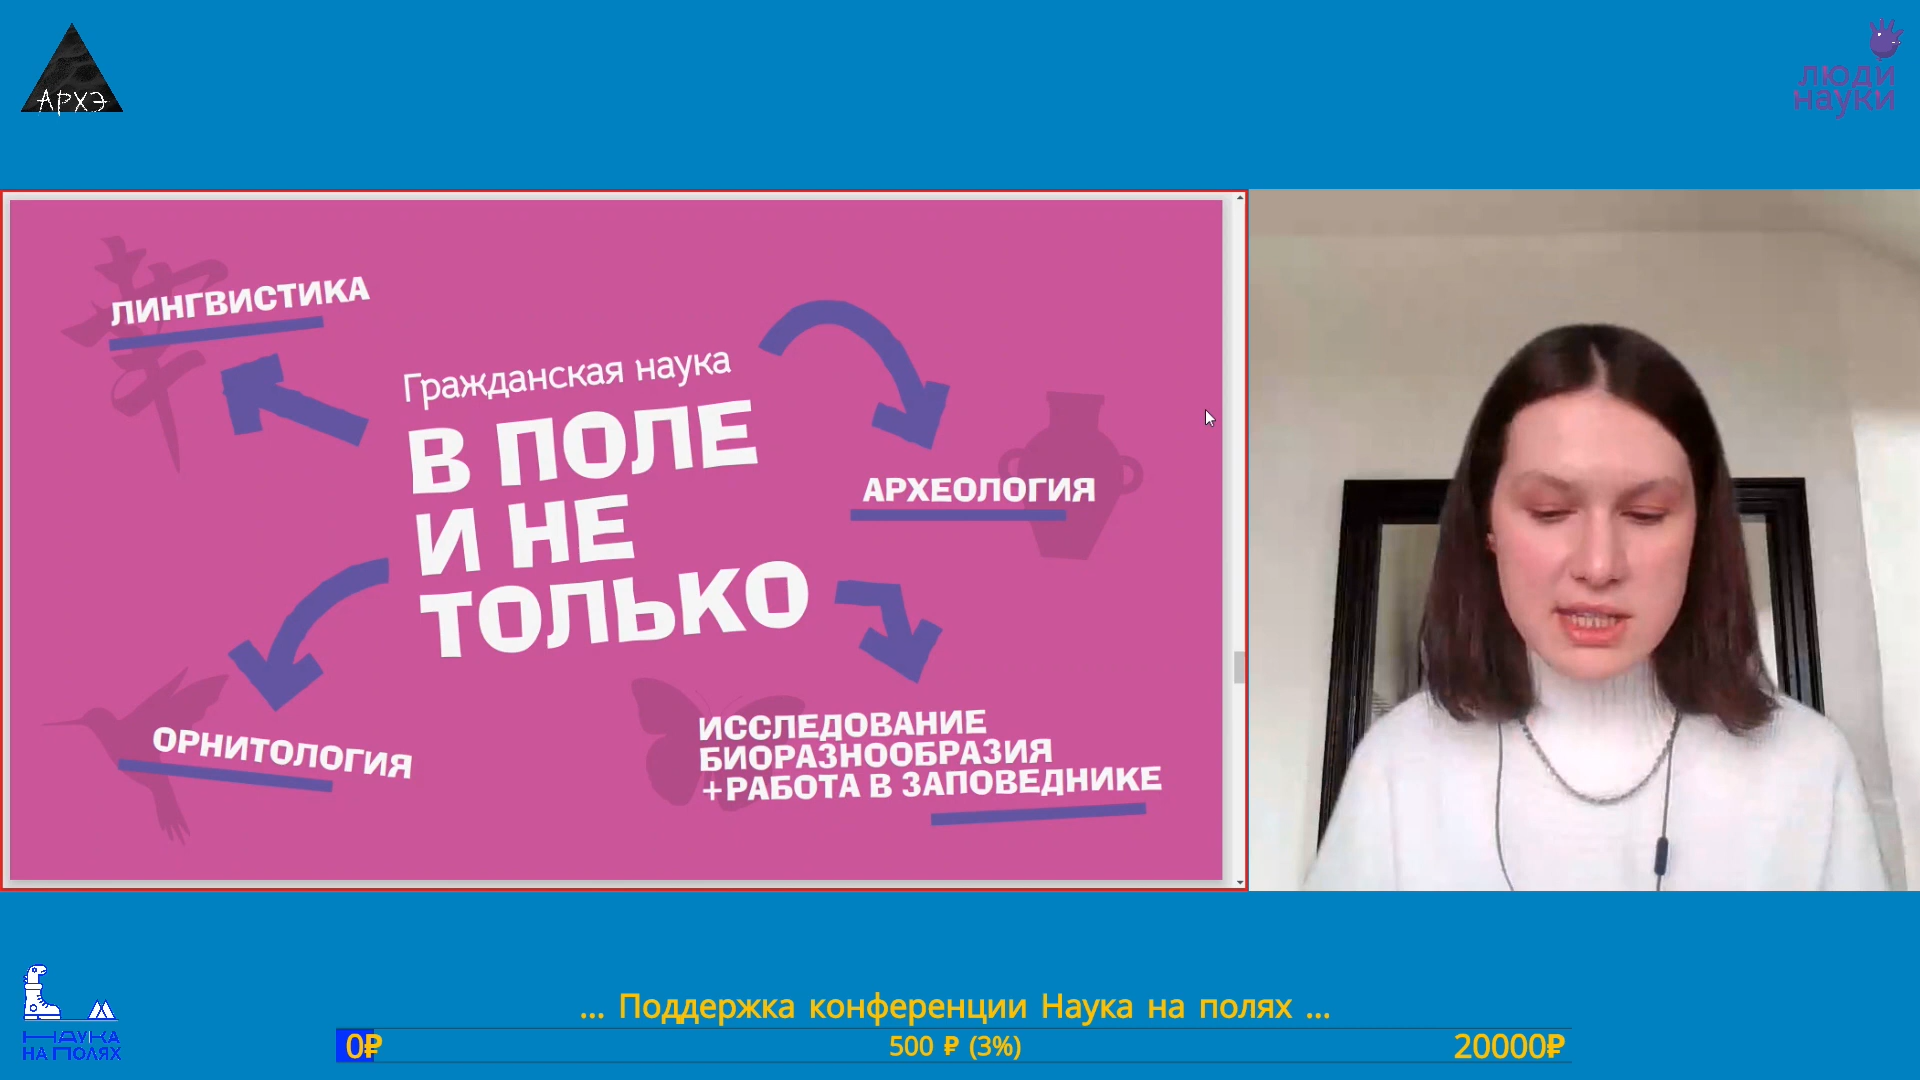 АРХЭ
ЛЮДИ
НАУКИ
ЛИНГВИСТИКА
Гражданская наука
В ПОЛЕ
И НЕ
ТОЛЬКО
АРХЕОЛОГИЯ
ОРНИТОЛОГИЯ
ИССЛЕДОВАНИЕ
БИОРАЗНООБРАЗИЯ
+РАБОТА В ЗАПОВЕДНИКЕ
НАУКА
НА ПОЛЯХ
... Поддержка конференции Наука на полях ...
0₽ 500 ₽ (3%) 20000₽